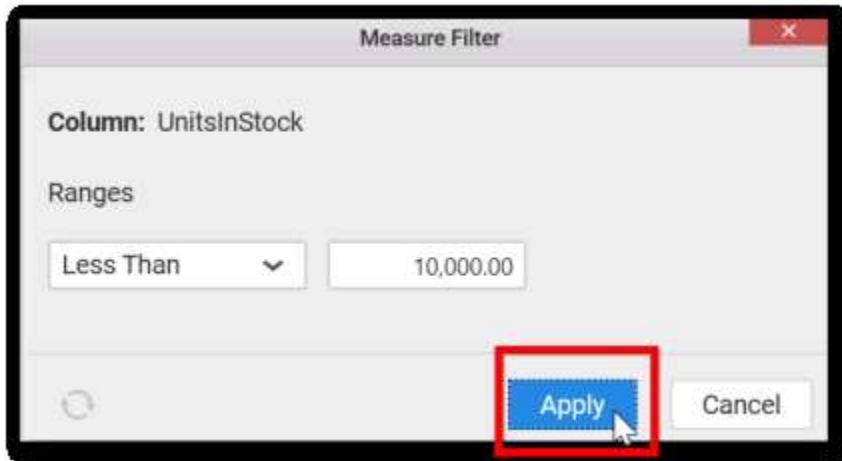 Measure Filter
Column: UnitsInStock
Ranges
Less Than 10,000.00
Apply Cancel